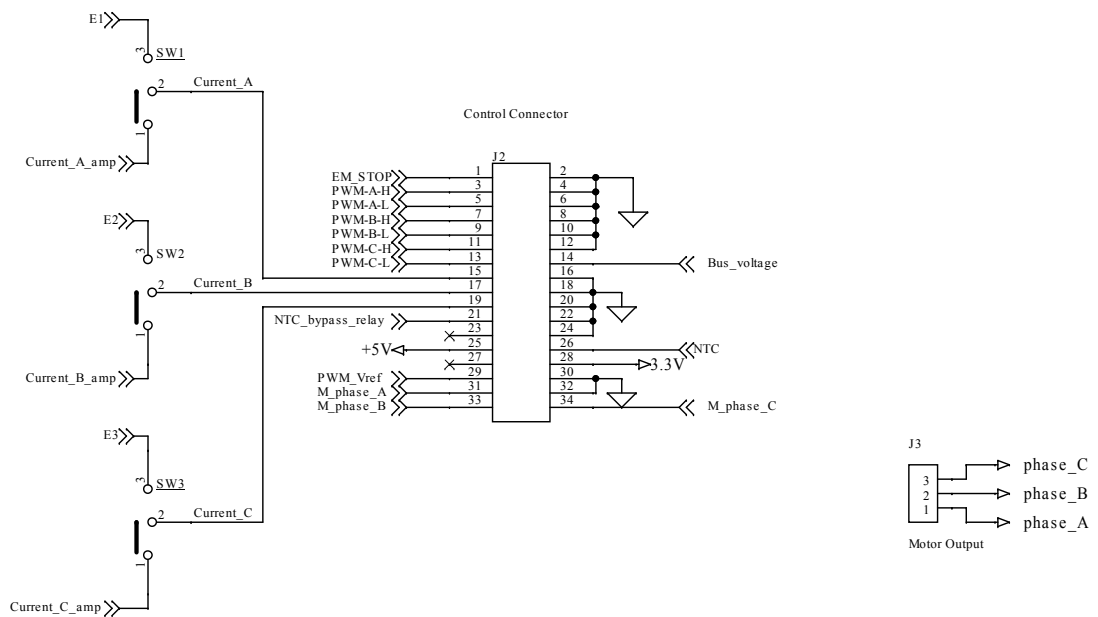 E1
3
SW1
2
Current_A
1
Current_A_amp
E2
3
SW2
2
Current_B
1
Current_B_amp
E3
3
SW3
2
Current_C
1
Current_C_amp
Control Connector
J2
EM_STOP 1 2
PWM-A-H 3 4
PWM-A-L 5 6
PWM-B-H 7 8
PWM-B-L 9 10
PWM-C-H 11 12
PWM-C-L 13 14 Bus_voltage
15 16
17 18
19 20
NTC_bypass_relay 21 22
23 24
+5V 25 26 NTC
27 28 3.3V
PWM_Vref 29 30
M_phase_A 31 32
M_phase_B 33 34 M_phase_C
J3
3 phase_C
2 phase_B
1 phase_A
Motor Output